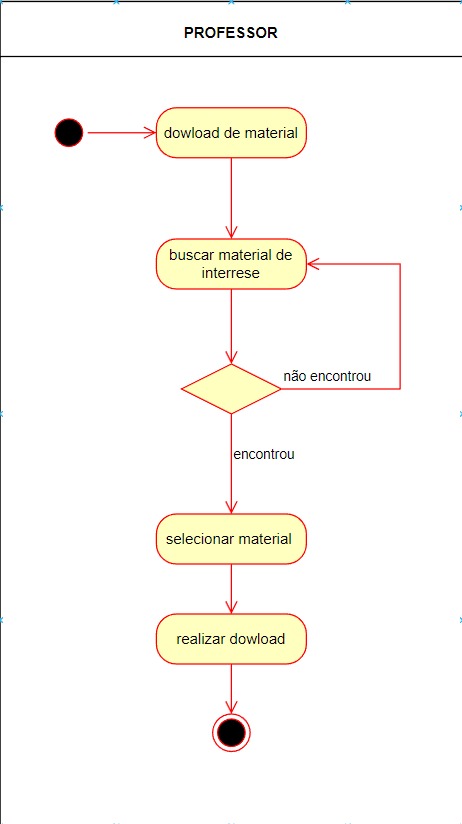 PROFESSOR
dowload de material
buscar material de
interrese
não encontrou
encontrou
selecionar material
realizar dowload